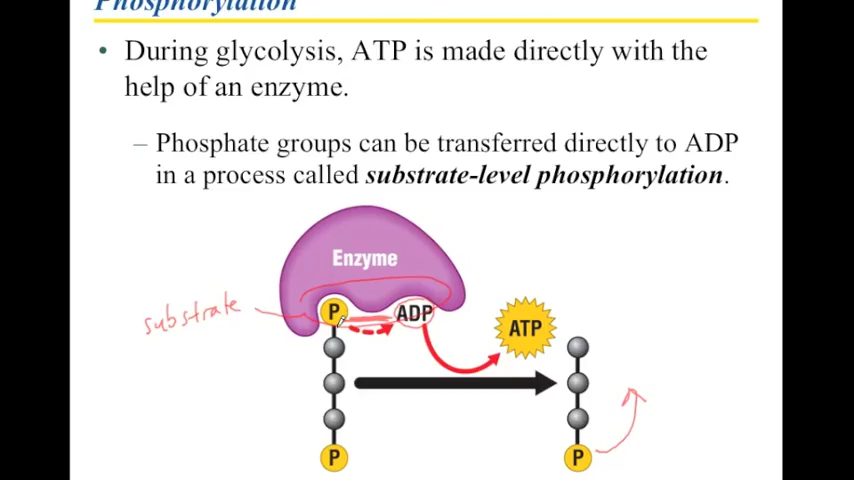 Phosphorylation
• During glycolysis, ATP is made directly with the
help of an enzyme.
– Phosphate groups can be transferred directly to ADP
in a process called substrate-level phosphorylation.
Enzyme
substrate
P
ADP
ATP
P
P